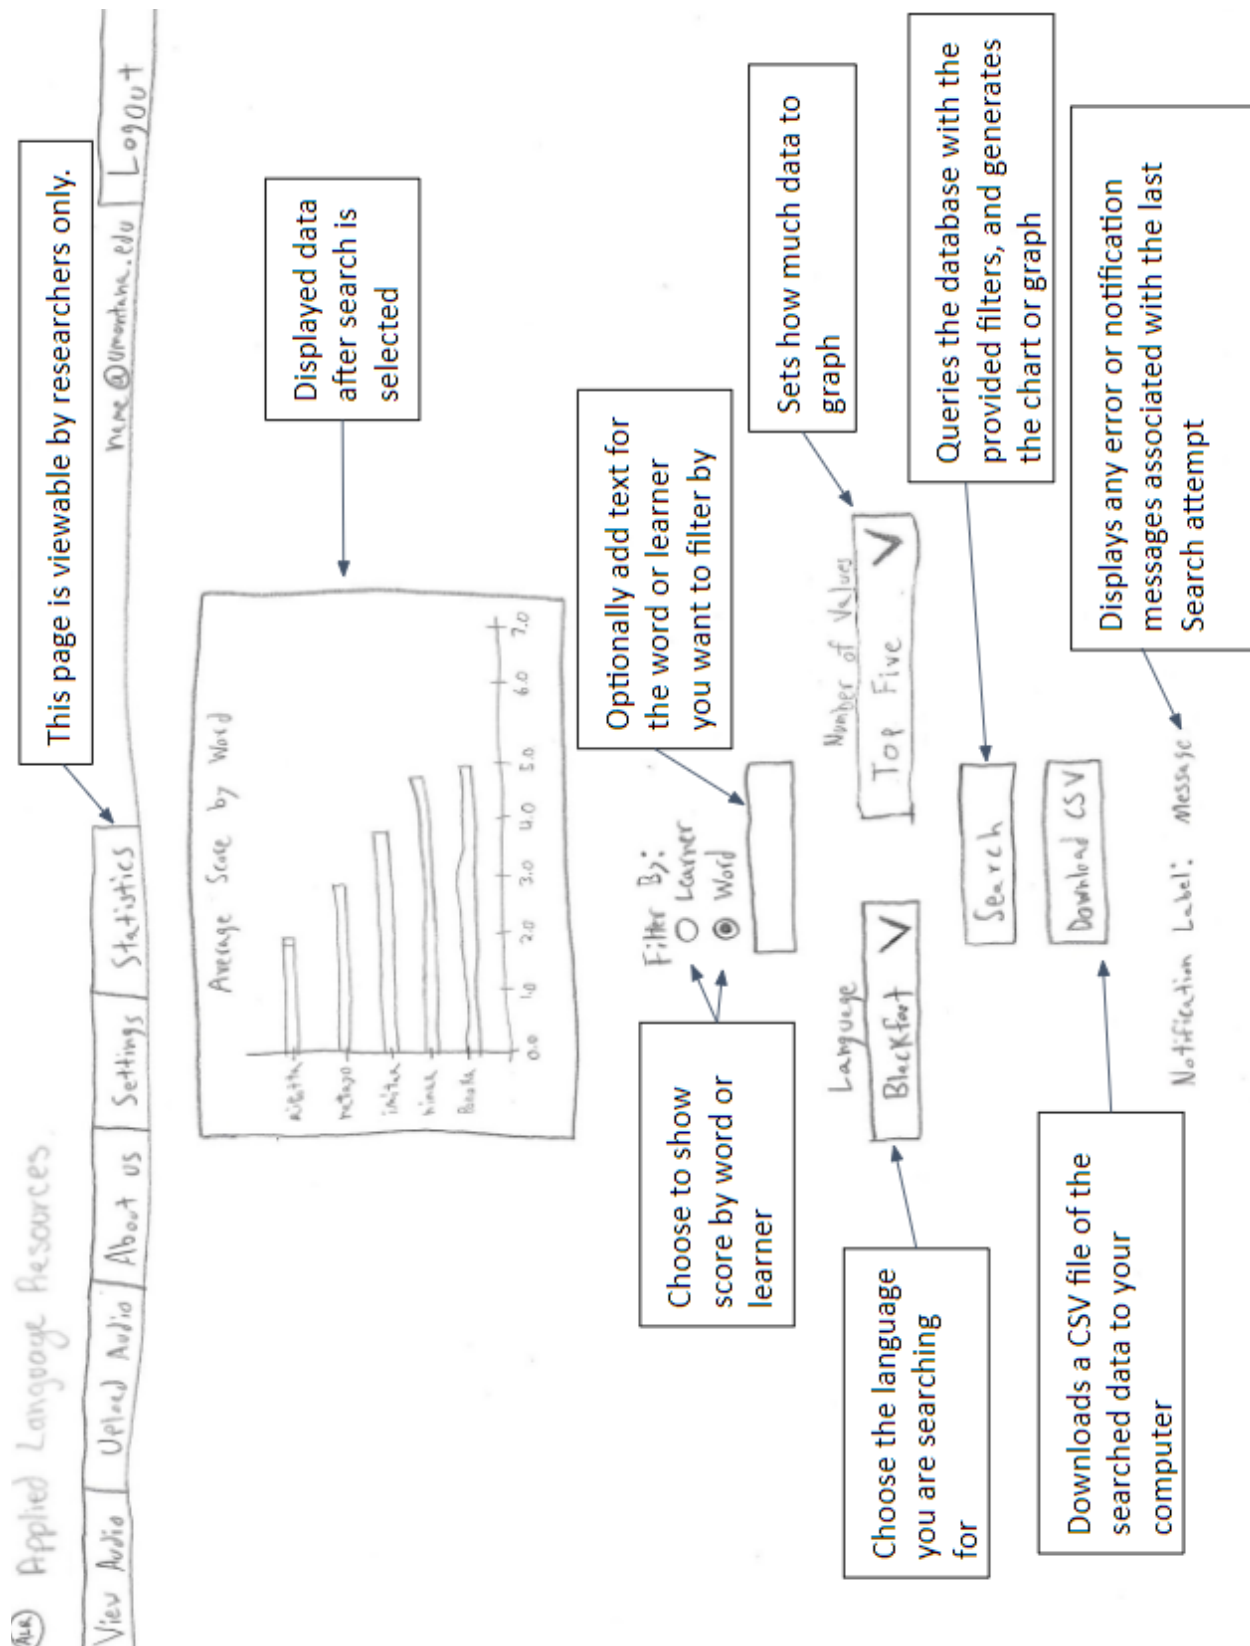 ALR Applied Language Resources
View Audio Upload Audio About us Settings Statistics name@umontana.edu Logout
This page is viewable by researchers only.
Average Score by Word
imitaa
0.0 1.0 2.0 3.0 4.0 5.0 6.0 7.0
Displayed data
after search is
selected
Filter By:
Learner
Word
Choose to show
score by word or
learner
Optionally add text for
the word or learner
you want to filter by
Language
Blackfoot
Number of Values
Top Five
Sets how much data to
graph
Choose the language
you are searching
for
Search
Queries the database with the
provided filters, and generates
the chart or graph
Download CSV
Downloads a CSV file of the
searched data to your
computer
Notification Label: Message
Displays any error or notification
messages associated with the last
Search attempt